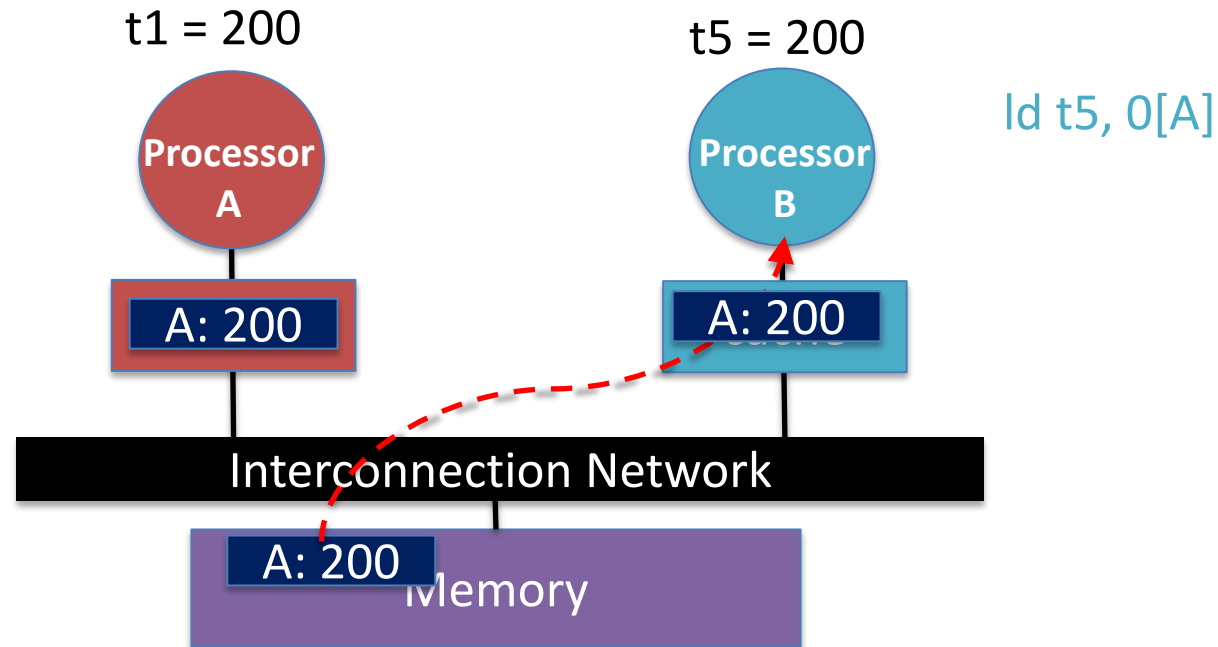 t1 = 200
t5 = 200
ld t5, 0[A]
Processor
A
Processor
B
A: 200
A: 200
Interconnection Network
A: 200
Memory